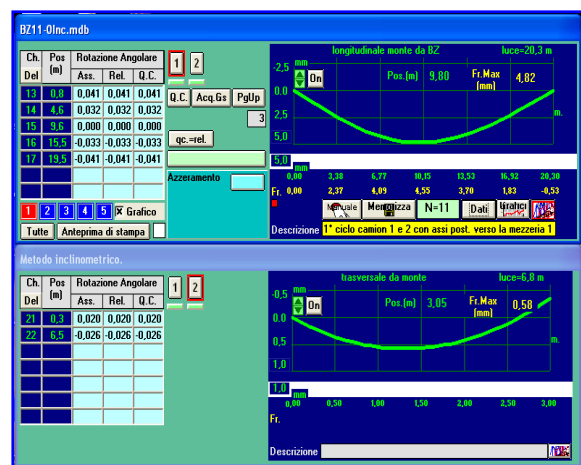 BZ11-0Inc.mdb
Ch. Pos (m) Rotazione Angolare
Del Ass. Rel. Q.C.
13 0,8 0,041 0,041 0,041
14 4,6 0,032 0,032 0,032
15 9,6 0,000 0,000 0,000
16 15,5 -0,033 -0,033 -0,033
17 19,5 -0,041 -0,041 -0,041
1 2 3 4 5 Grafico
Tutte Anteprima di stampa
1 2
Q.C. Acq.Gs PgUp
3
qc.=rel.
Azzeramento
longitudinale monte da BZ luce=20,3 m
-2,5 mm
On Pos.(m) 9,80 Fr.Max (mm) 4,82
0,0
2,5 m.
5,0
5,0 mm
0,00 3,38 6,77 10,15 13,53 16,92 20,30
Fr. 0,00 2,37 4,09 4,55 3,70 1,83 -0,53
Manuale Memorizza N=11 Dati Grafici
Descrizione 1° ciclo camion 1 e 2 con assi post. verso la mezzeria 1
Metodo inclinometrico.
Ch. Pos (m) Rotazione Angolare
Del Ass. Rel. Q.C.
21 0,3 0,020 0,020 0,020
22 6,5 -0,026 -0,026 -0,026
1 2
trasversale da monte luce=6,8 m
-0,5 mm
On Pos.(m) 3,05 Fr.Max (mm) 0,58
0,0
0,5 m.
1,0
1,0 mm
0,00 0,50 1,00 1,50 2,00 2,50 3,00
Fr.
Descrizione